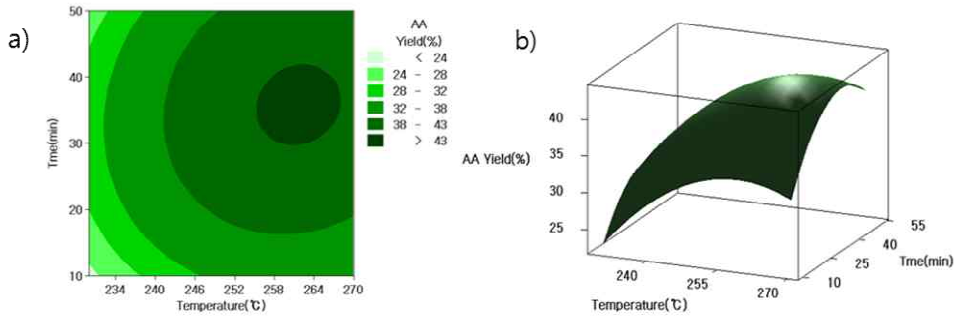 a)
50
40
30
20
10
Tme(min)
234 240 246 252 258 264 270
Temperature(℃)
AA
Yield(%)
< 24
24 - 28
28 - 32
32 - 38
38 - 43
> 43
b)
AA Yield(%)
40
35
30
25
240 255 270
Temperature(℃)
10 25 40 55
Tme(min)